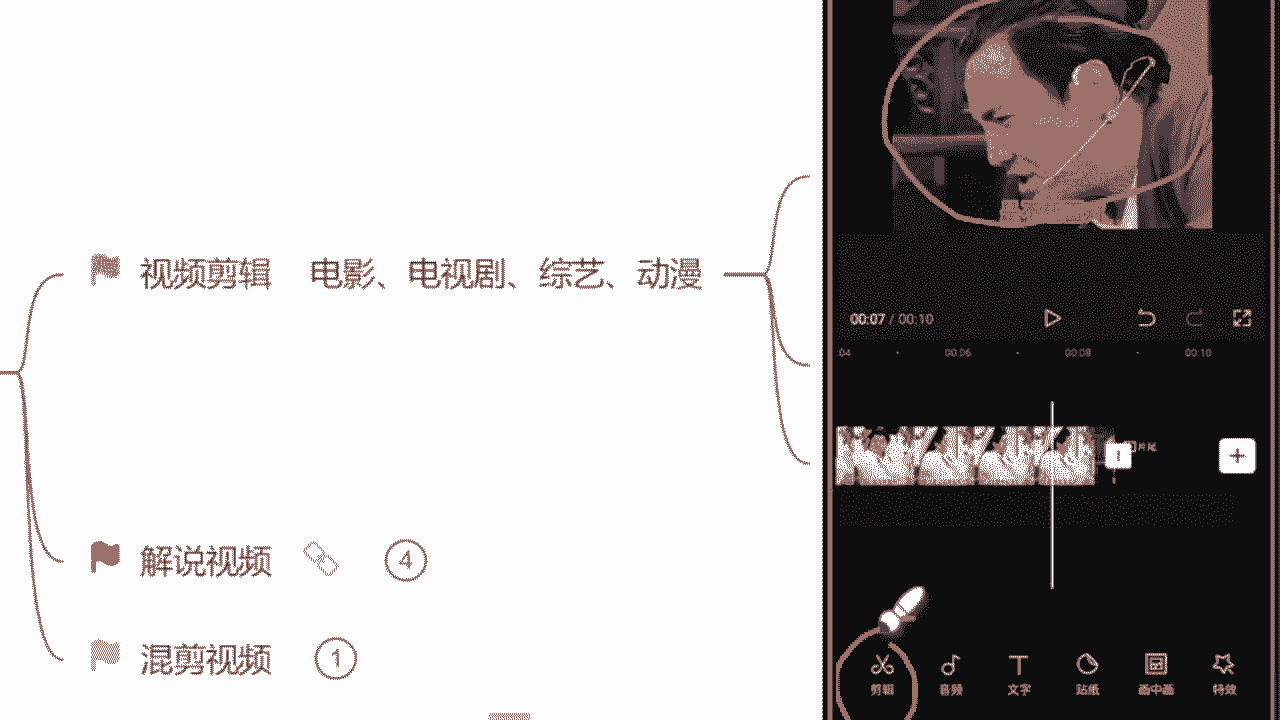 视频剪辑 电影、电视剧、综艺、动漫
解说视频 4
混剪视频 1
00:07 / 00:10
:04 00:06 00:08 00:10
片尾
剪辑 音频 文字 贴纸 画中画 特效